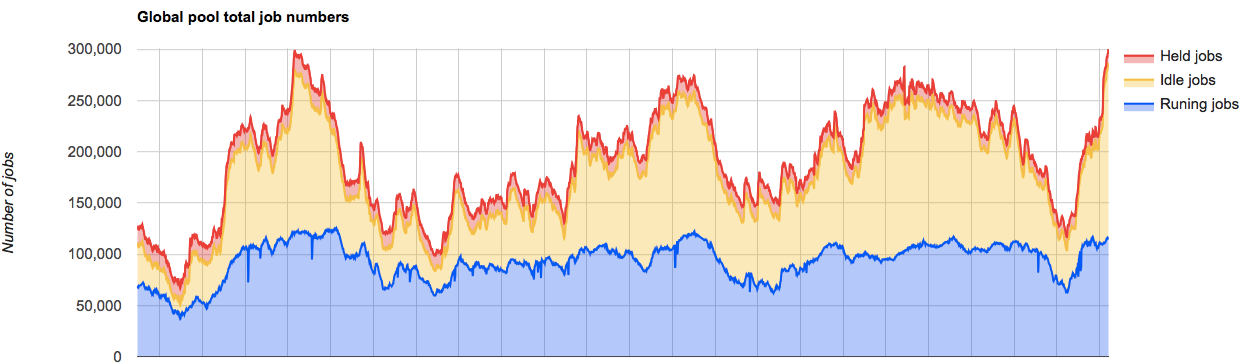 Global pool total job numbers
Number of jobs
300,000
250,000
200,000
150,000
100,000
50,000
0
Held jobs
Idle jobs
Runing jobs